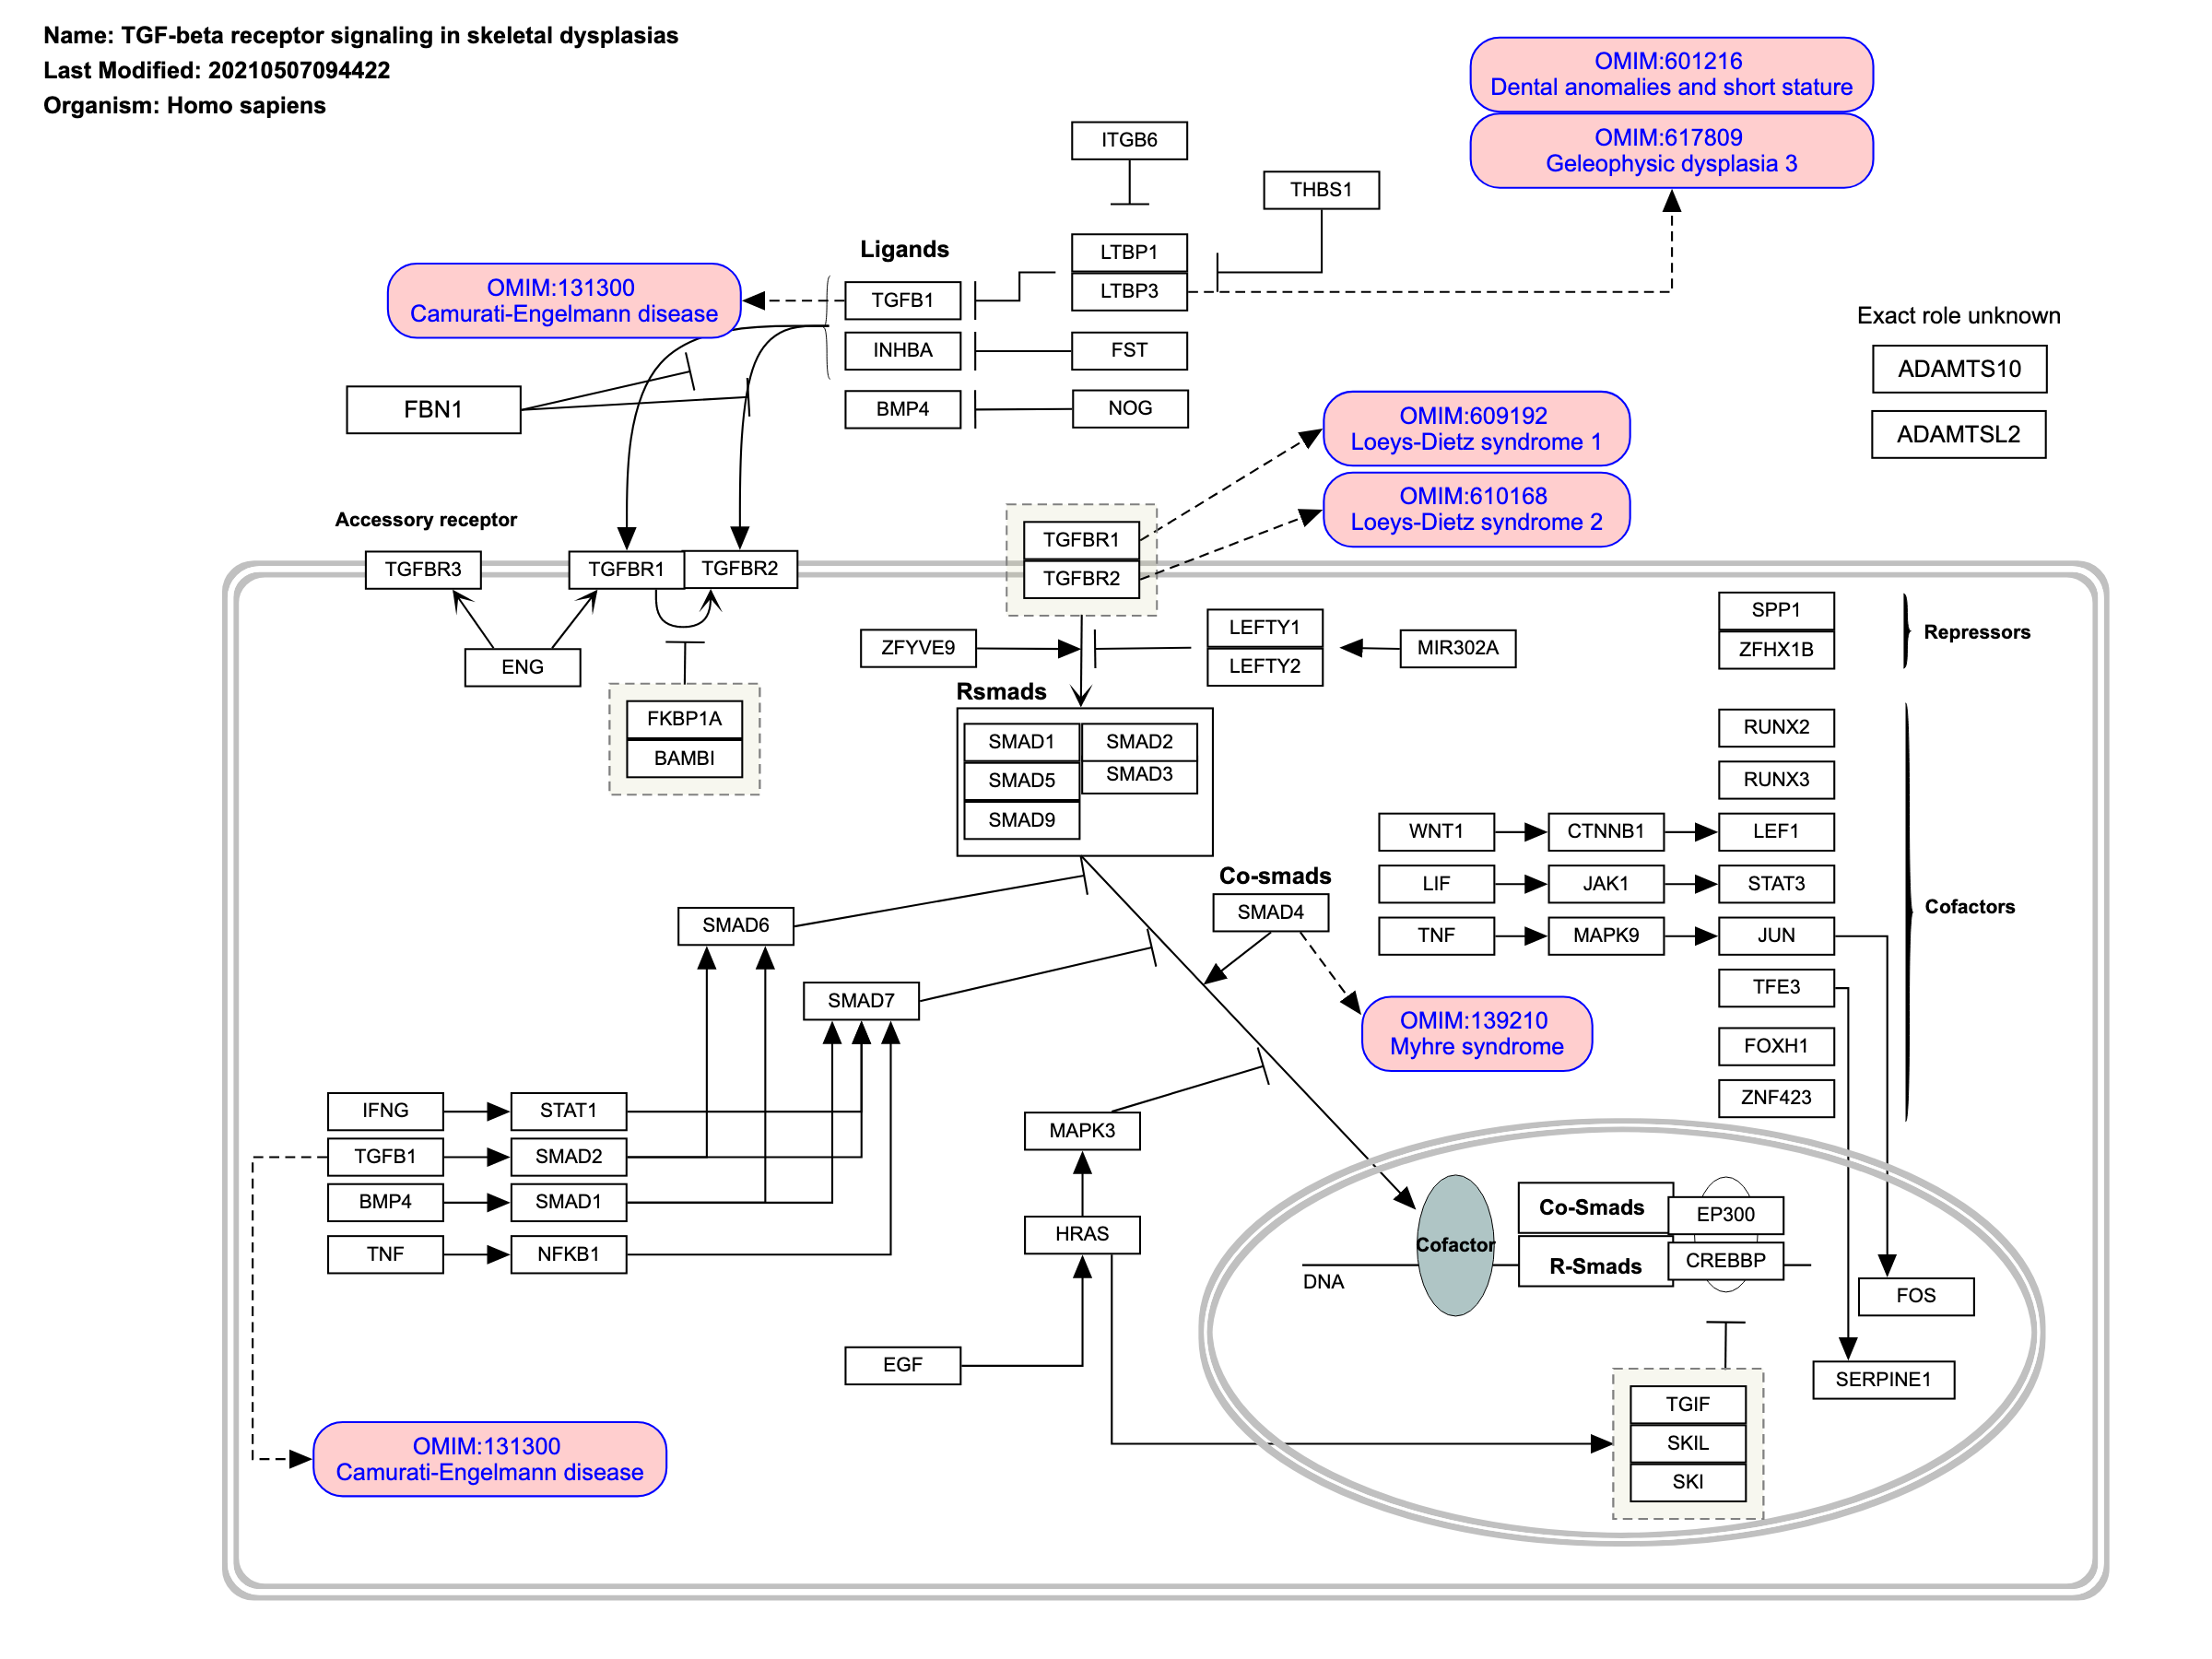 Name: TGF-beta receptor signaling in skeletal dysplasias
Last Modified: 20210507094422
Organism: Homo sapiens
OMIM:601216
Dental anomalies and short stature
OMIM:617809
Geleophysic dysplasia 3
ITGB6
THBS1
Ligands
LTBP1
LTBP3
OMIM:131300
Camurati-Engelmann disease
TGFB1
INHBA
FST
BMP4
NOG
FBN1
Exact role unknown
ADAMTS10
ADAMTSL2
OMIM:609192
Loeys-Dietz syndrome 1
OMIM:610168
Loeys-Dietz syndrome 2
Accessory receptor
TGFBR3
TGFBR1
TGFBR2
TGFBR1
TGFBR2
ENG
FKBP1A
BAMBI
ZFYVE9
LEFTY1
LEFTY2
MIR302A
SPP1
ZFHX1B
Repressors
Rsmads
SMAD1
SMAD2
SMAD5
SMAD3
SMAD9
RUNX2
RUNX3
WNT1
CTNNB1
LEF1
LIF
JAK1
STAT3
TNF
MAPK9
JUN
TFE3
FOXH1
ZNF423
Cofactors
Co-smads
SMAD4
OMIM:139210
Myhre syndrome
SMAD6
SMAD7
IFNG
STAT1
TGFB1
SMAD2
BMP4
SMAD1
TNF
NFKB1
MAPK3
HRAS
EGF
Cofactor
Co-Smads
R-Smads
EP300
CREBBP
DNA
FOS
SERPINE1
TGIF
SKIL
SKI
OMIM:131300
Camurati-Engelmann disease